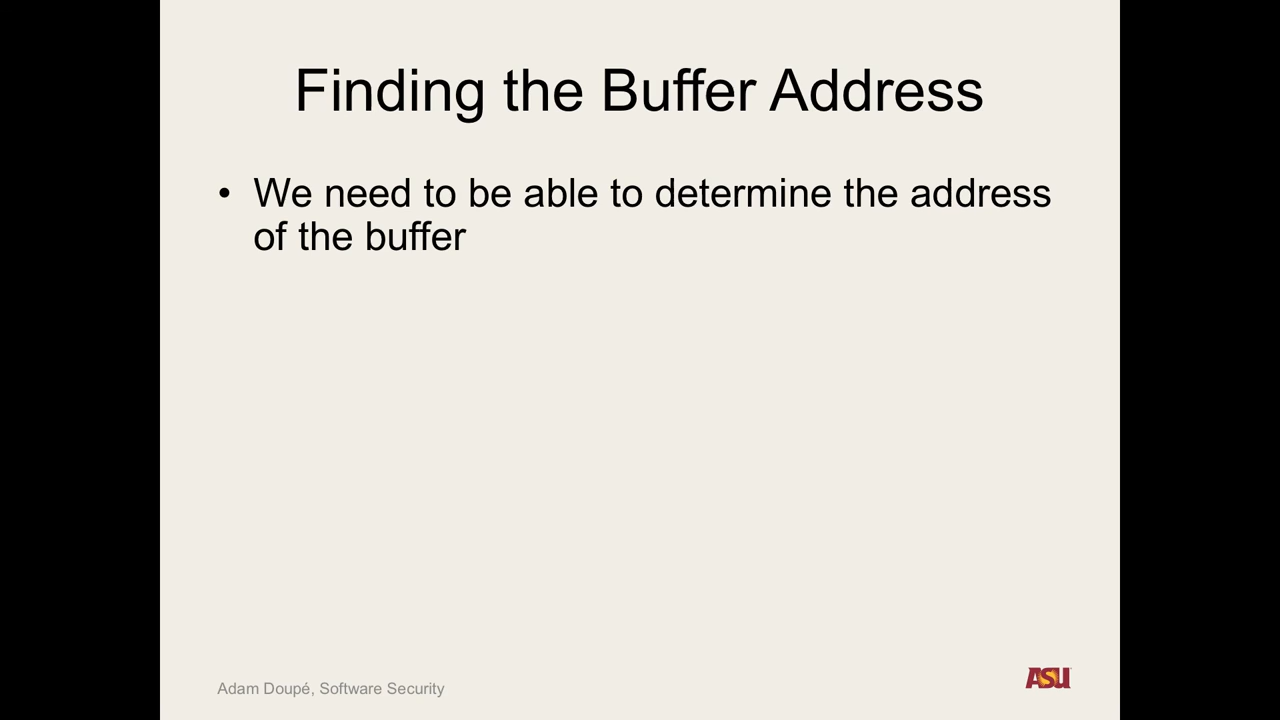 Finding the Buffer Address
• We need to be able to determine the address
of the buffer
Adam Doupé, Software Security
ASU